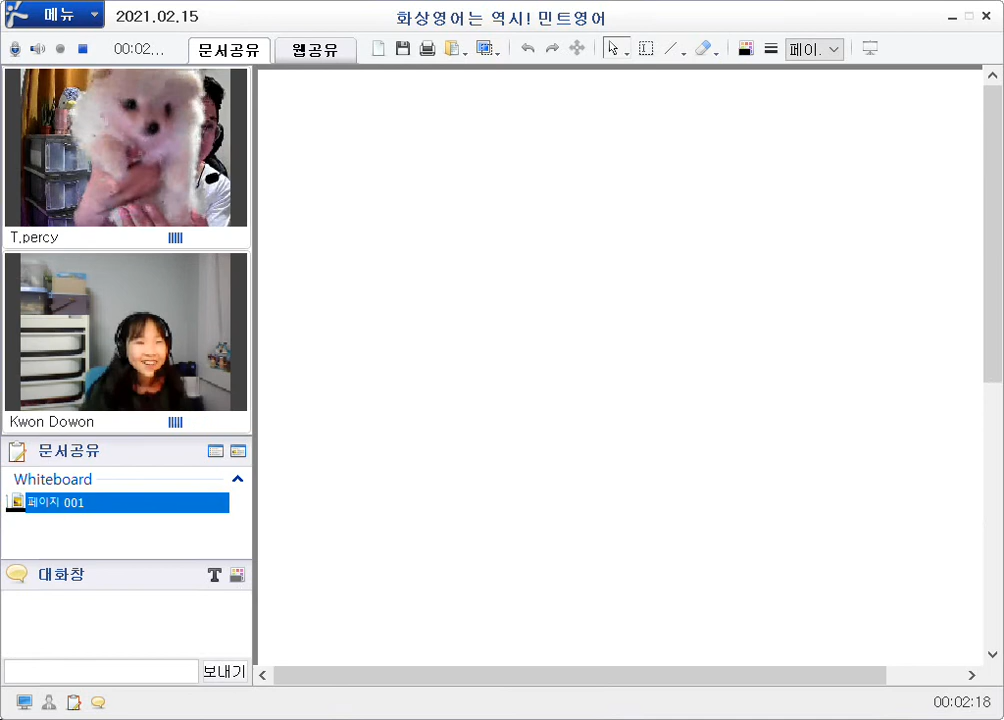 메뉴
2021.02.15
화상영어는 역시! 민트영어
00:02...
문서공유
웹공유
페이.
T.percy
Kwon Dowon
문서공유
Whiteboard
페이지 001
대화창
T
보내기
00:02:18